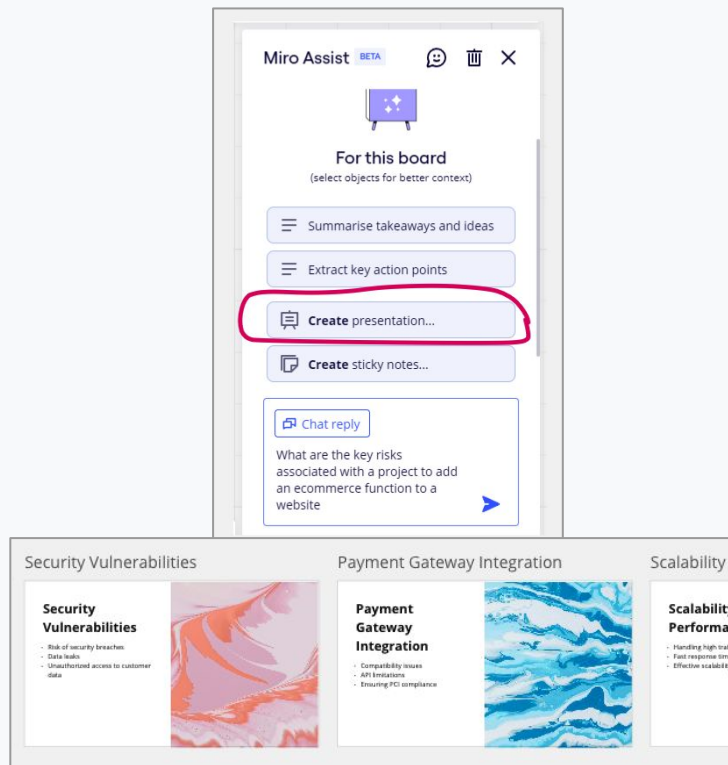 Miro Assist BETA
For this board
(select objects for better context)
Summarise takeaways and ideas
Extract key action points
Create presentation...
Create sticky notes...
Chat reply
What are the key risks
associated with a project to add
an ecommerce function to a
website
Security Vulnerabilities
Security
Vulnerabilities
- Risk of security breaches
- Data leaks
- Unauthorized access to customer
data
Payment Gateway Integration
Payment
Gateway
Integration
- Compatibility issues
- API limitations
- Ensuring PCI compliance
Scalability
Scalability
Performa
- Handling high tra
- Fast response tim
- Effective scalabilit